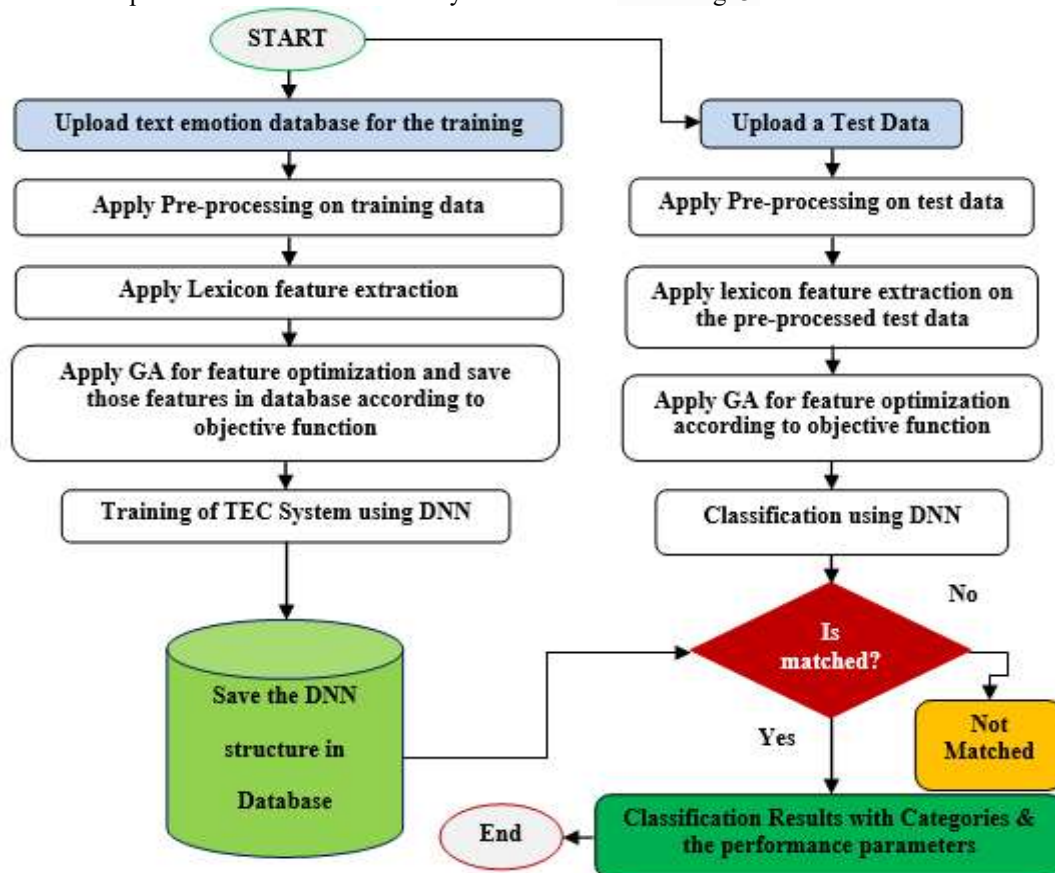 START
Upload text emotion database for the training
Apply Pre-processing on training data
Apply Lexicon feature extraction
Apply GA for feature optimization and save
those features in database according to
objective function
Training of TEC System using DNN
Save the DNN
structure in
Database
Upload a Test Data
Apply Pre-processing on test data
Apply lexicon feature extraction on
the pre-processed test data
Apply GA for feature optimization
according to objective function
Classification using DNN
Is
matched?
No
Not
Matched
Yes
Classification Results with Categories &
the performance parameters
End